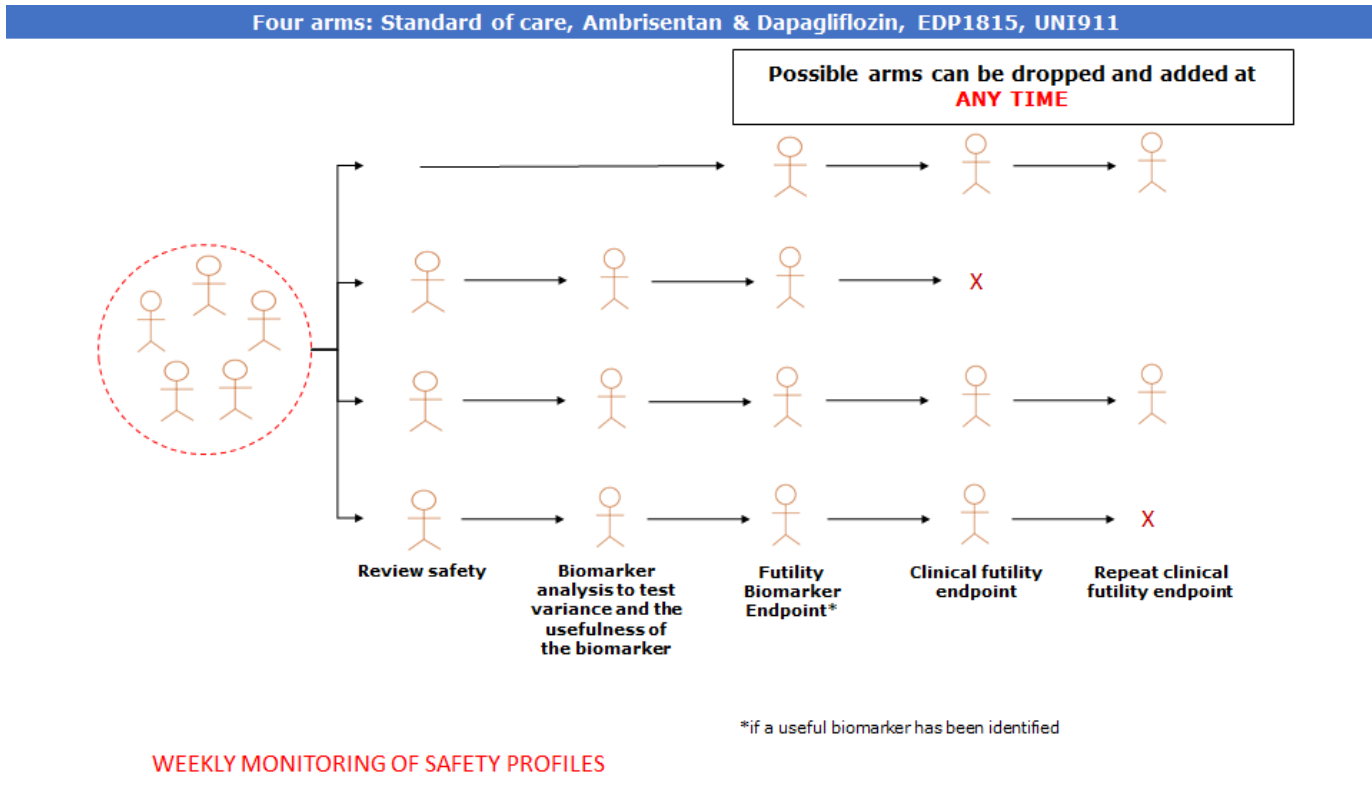 Four arms: Standard of care, Ambrisentan & Dapagliflozin, EDP1815, UNI911
Possible arms can be dropped and added at
ANY TIME
X
X
Review safety
Biomarker
analysis to test
variance and the
usefulness of
the biomarker
Futility
Biomarker
Endpoint*
Clinical futility
endpoint
Repeat clinical
futility endpoint
*if a useful biomarker has been identified
WEEKLY MONITORING OF SAFETY PROFILES